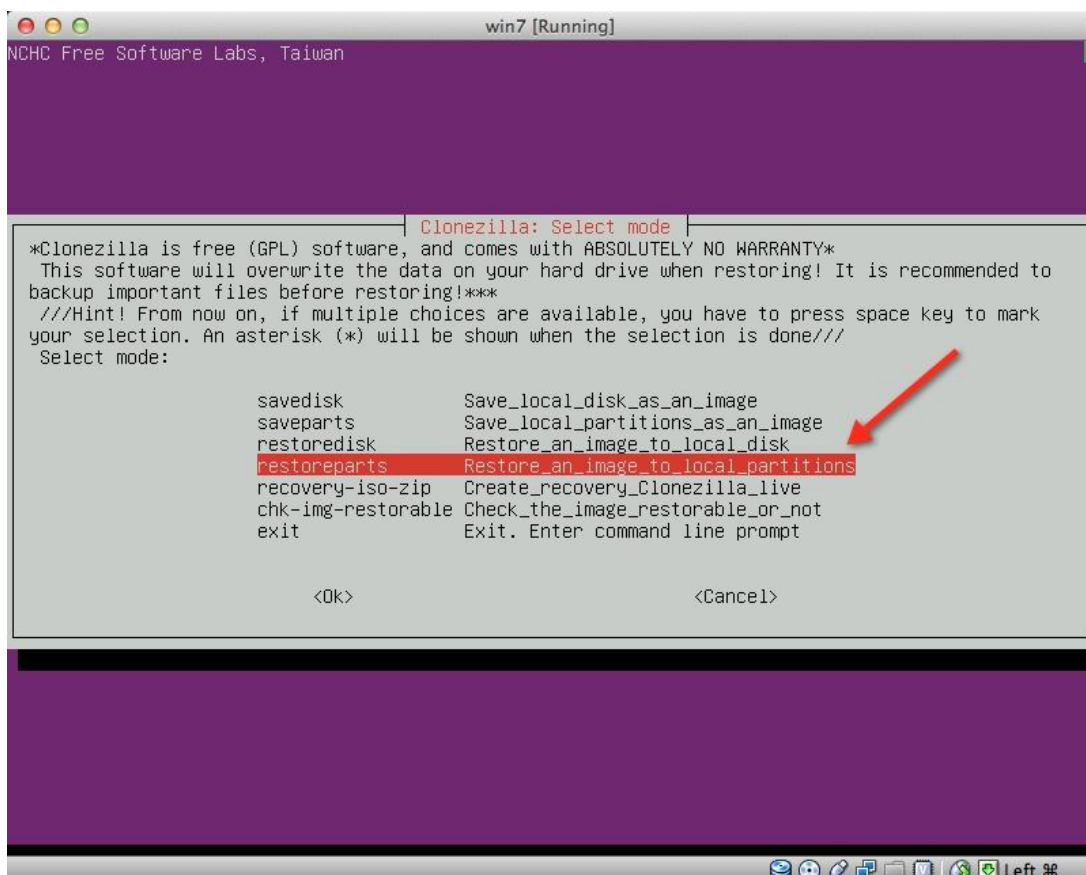 win7 [Running]
NCHC Free Software Labs, Taiwan
Clonezilla: Select mode
*Clonezilla is free (GPL) software, and comes with ABSOLUTELY NO WARRANTY*
This software will overwrite the data on your hard drive when restoring! It is recommended to
backup important files before restoring!***
///Hint! From now on, if multiple choices are available, you have to press space key to mark
your selection. An asterisk (*) will be shown when the selection is done///
Select mode:
savedisk Save_local_disk_as_an_image
saveparts Save_local_partitions_as_an_image
restoredisk Restore_an_image_to_local_disk
restoreparts Restore_an_image_to_local_partitions
recovery-iso-zip Create_recovery_Clonezilla_live
chk-img-restorable Check_the_image_restorable_or_not
exit Exit. Enter command line prompt
<Ok> <Cancel>
Left ⌘